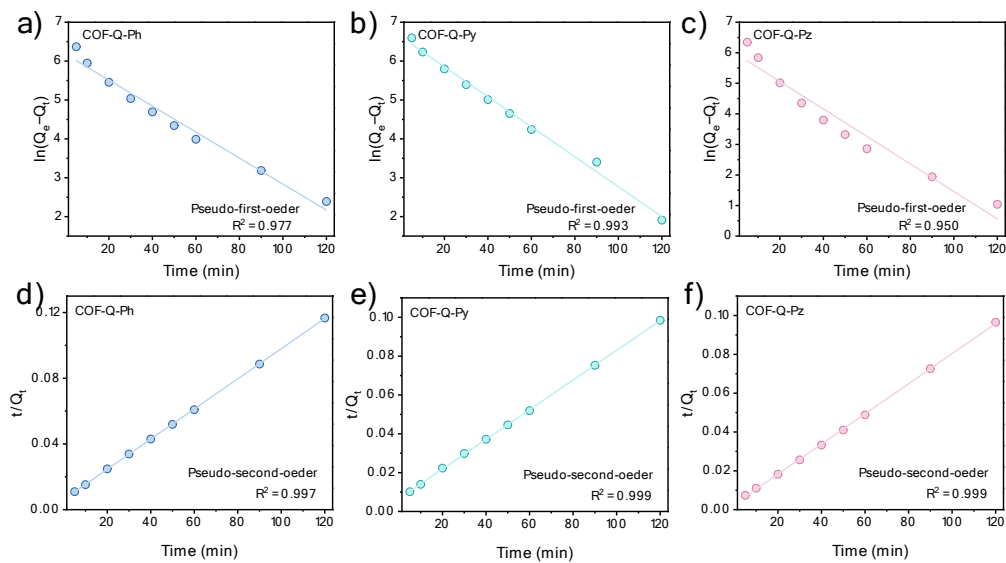 a)
COF-Q-Ph
7
6
5
4
3
2
ln(Qₑ−Qₜ)
Pseudo-first-oeder
R² = 0.977
20 40 60 80 100 120
Time (min)
b)
COF-Q-Py
7
6
5
4
3
2
ln(Qₑ−Qₜ)
Pseudo-first-oeder
R² = 0.993
20 40 60 80 100 120
Time (min)
c)
COF-Q-Pz
7
6
5
4
3
2
1
0
ln(Qₑ−Qₜ)
Pseudo-first-oeder
R² = 0.950
20 40 60 80 100 120
Time (min)
d)
COF-Q-Ph
0.12
0.08
0.04
0.00
t/Qₜ
Pseudo-second-oeder
R² = 0.997
0 20 40 60 80 100 120
Time (min)
e)
COF-Q-Py
0.10
0.08
0.06
0.04
0.02
0.00
t/Qₜ
Pseudo-second-oeder
R² = 0.999
20 40 60 80 100 120
Time (min)
f)
COF-Q-Pz
0.10
0.08
0.06
0.04
0.02
0.00
t/Qₜ
Pseudo-second-oeder
R² = 0.999
20 40 60 80 100 120
Time (min)